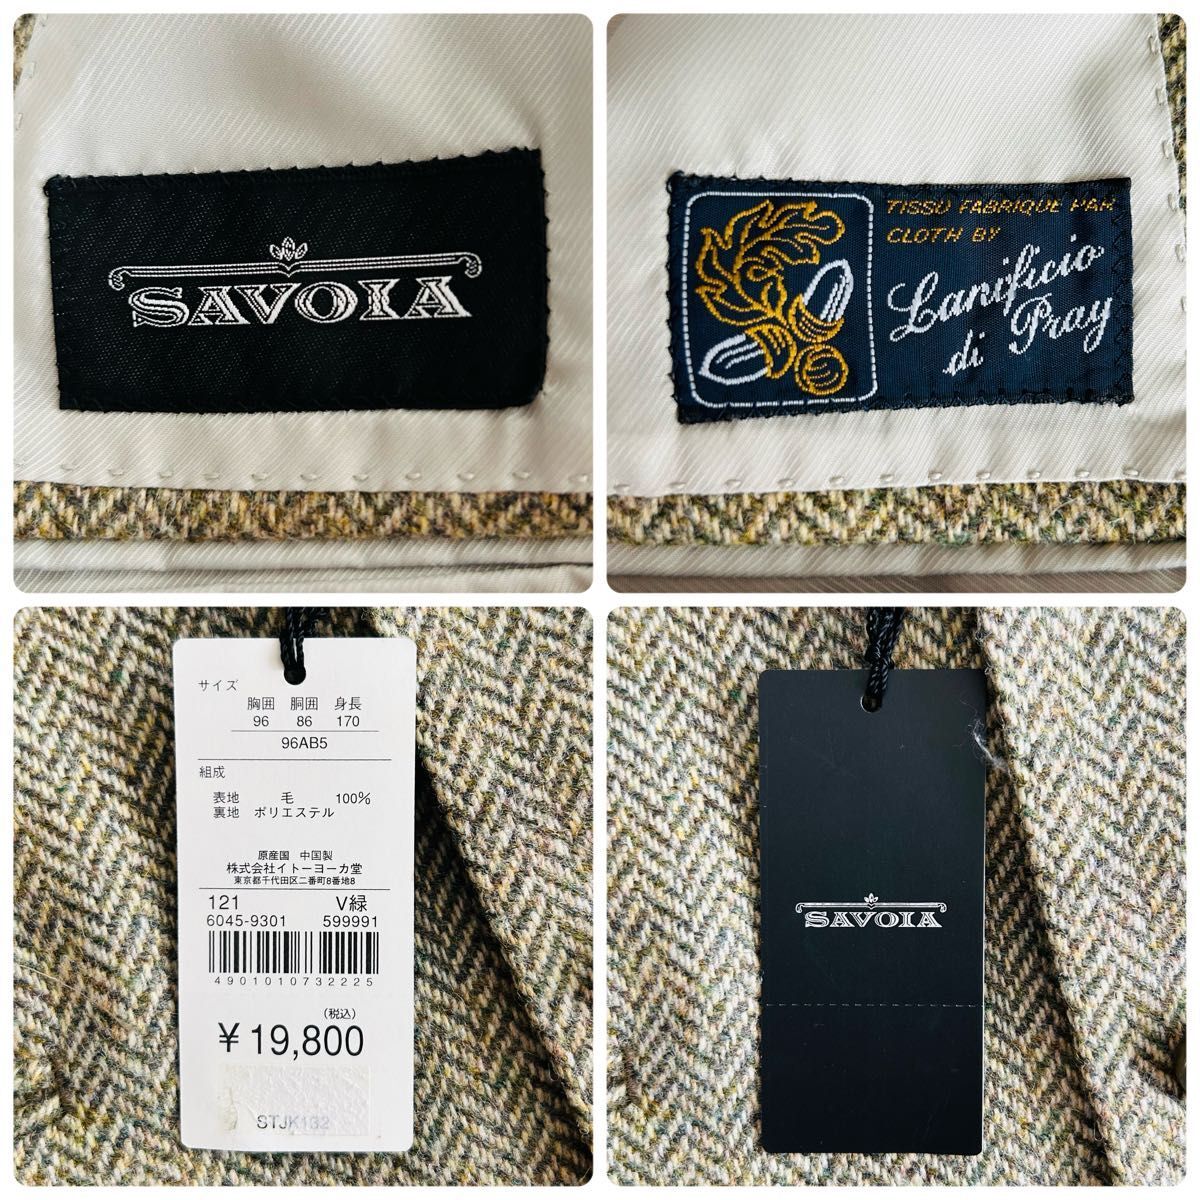 SAVOIA
TISSU FABRIQUE PAR
CLOTH BY
Lanificio
di Pray
サイズ
胸囲 胴囲 身長
96 86 170
96AB5
組成
表地 毛 100%
裏地 ポリエステル
原産国 中国製
株式会社イトーヨーカ堂
東京都千代田区二番町8番地8
121 V緑
6045-9301 599991
4901010732225
(税込)
¥19,800
STJK132
SAVOIA